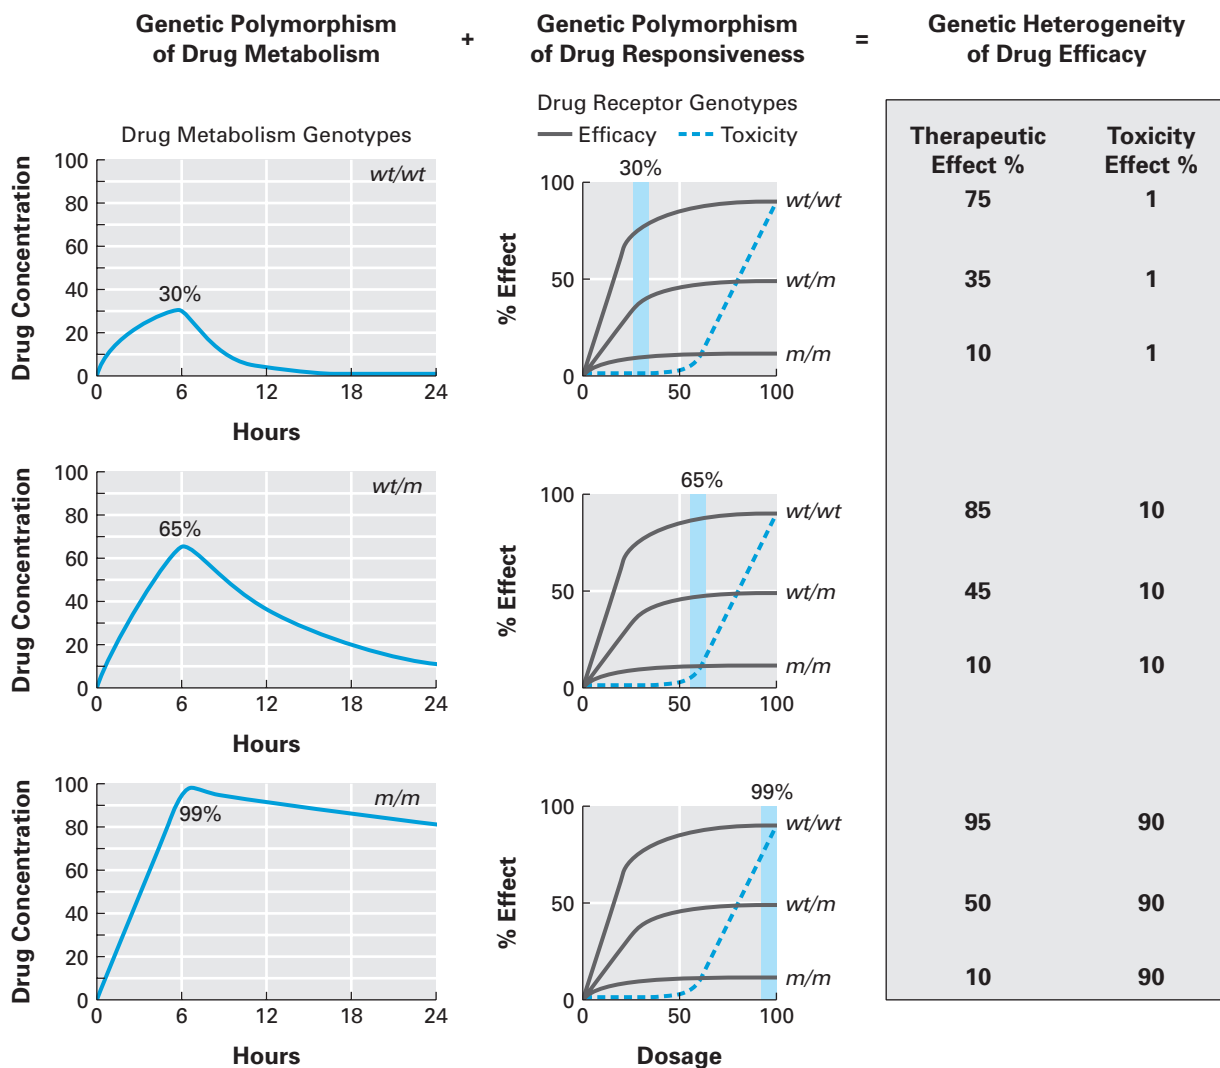 Genetic Polymorphism
of Drug Metabolism
+
Genetic Polymorphism
of Drug Responsiveness
=
Genetic Heterogeneity
of Drug Efficacy
Drug Metabolism Genotypes
Drug Receptor Genotypes
Efficacy Toxicity
Therapeutic
Effect %
Toxicity
Effect %
Drug Concentration
100
80
60
40
20
0
wt/wt
30%
0 6 12 18 24
Hours
% Effect
30%
100
50
0
wt/wt
wt/m
m/m
0 50 100
75 1
35 1
10 1
Drug Concentration
100
80
60
40
20
0
wt/m
65%
0 6 12 18 24
Hours
% Effect
65%
100
50
0
wt/wt
wt/m
m/m
0 50 100
85 10
45 10
10 10
Drug Concentration
100
80
60
40
20
0
m/m
99%
0 6 12 18 24
Hours
% Effect
99%
100
50
0
wt/wt
wt/m
m/m
0 50 100
Dosage
95 90
50 90
10 90